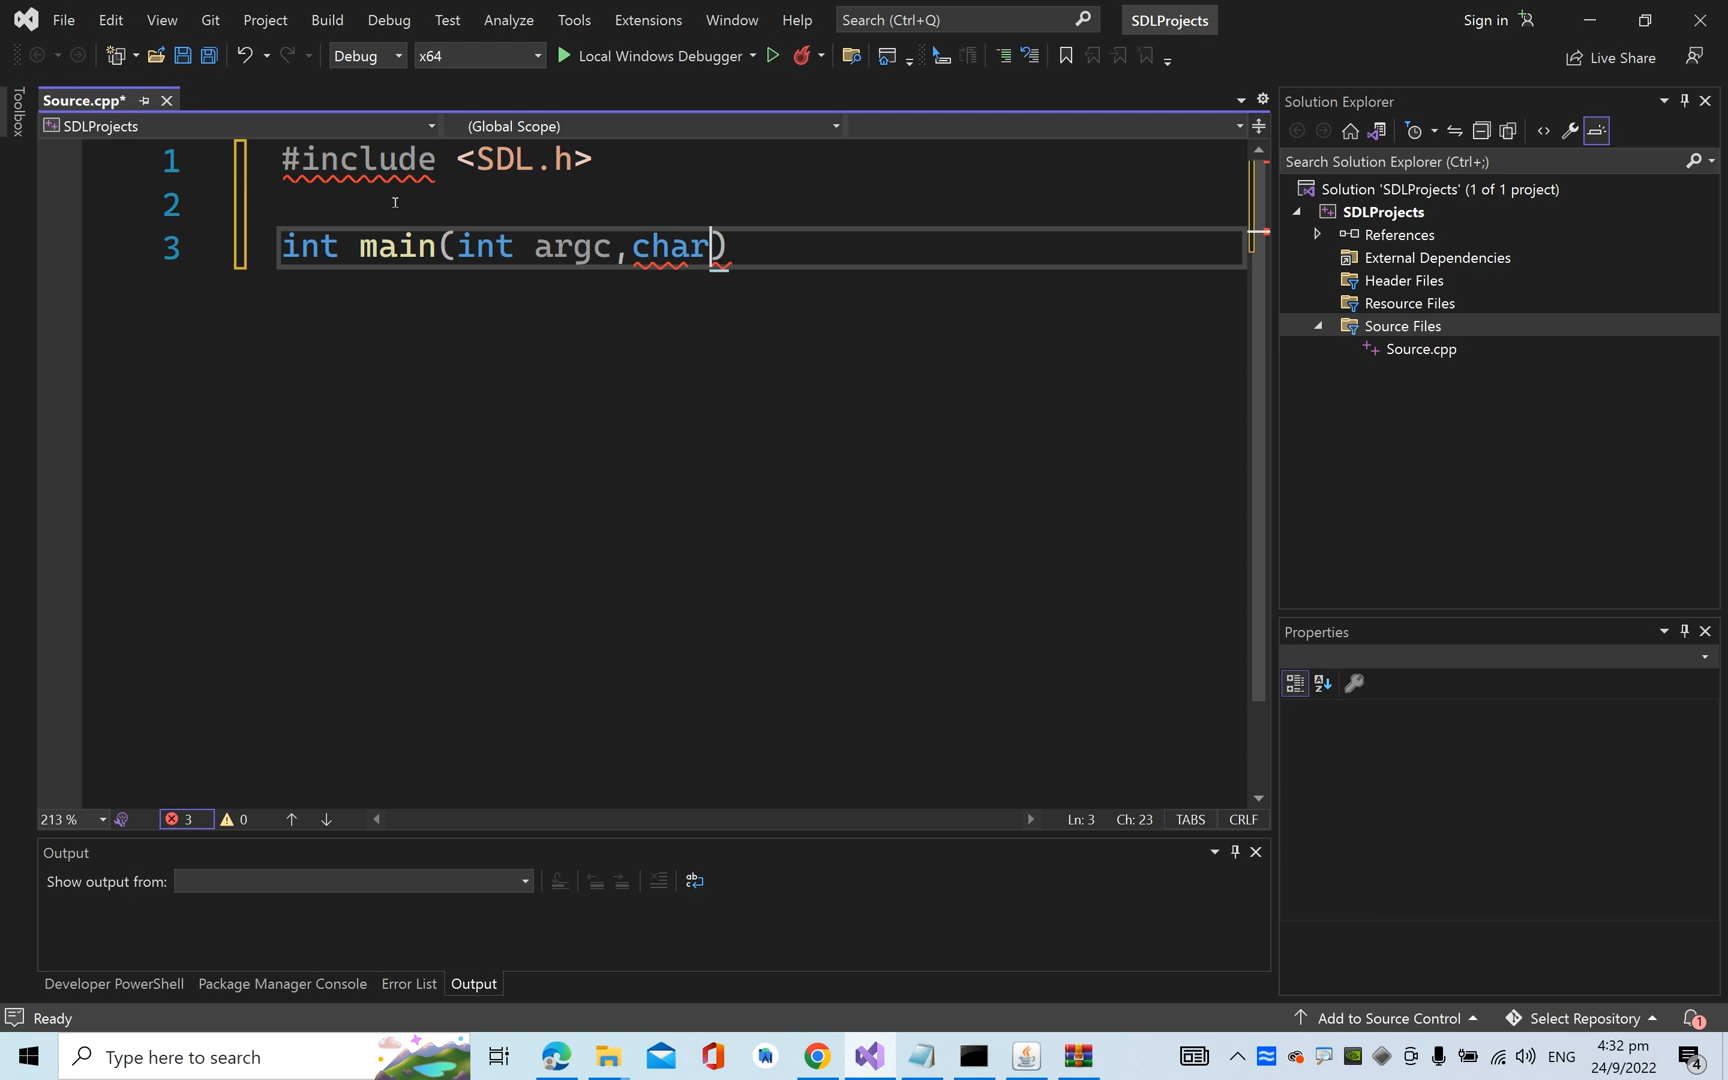 File Edit View Git Project Build Debug Test Analyze Tools Extensions Window Help Search (Ctrl+Q) SDLProjects Sign in
Debug x64 Local Windows Debugger Live Share
Toolbox
Source.cpp*
SDLProjects (Global Scope)
1 #include <SDL.h>
2
3 int main(int argc,char)
213 % 3 0 Ln: 3 Ch: 23 TABS CRLF
Output
Show output from:
Developer PowerShell Package Manager Console Error List Output
Solution Explorer
Search Solution Explorer (Ctrl+;)
Solution 'SDLProjects' (1 of 1 project)
SDLProjects
References
External Dependencies
Header Files
Resource Files
Source Files
Source.cpp
Properties
Ready Add to Source Control Select Repository 1
Type here to search ENG 4:32 pm
24/9/2022 4